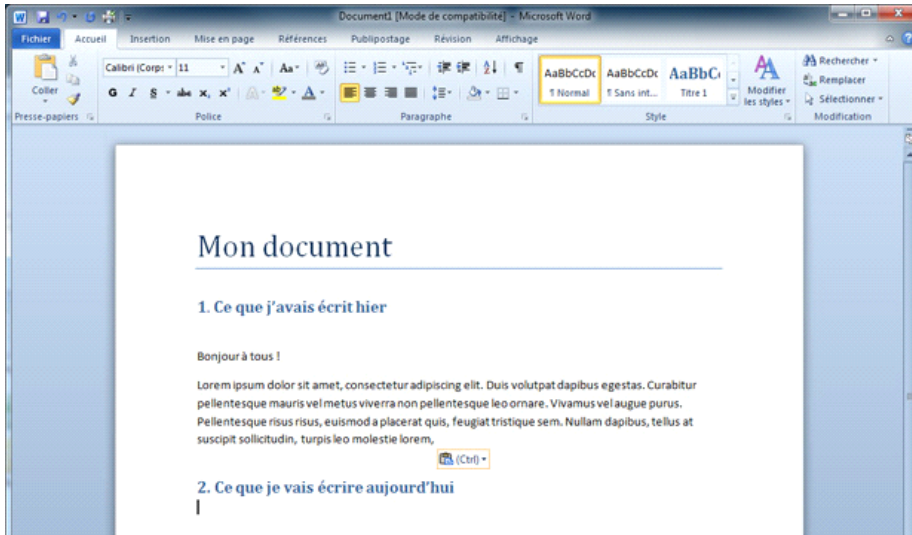 Document1 [Mode de compatibilité] - Microsoft Word
Fichier Accueil Insertion Mise en page Références Publipostage Révision Affichage
Coller
Calibri (Corps 11
G I S abc x, x²
AaBbCcDc AaBbCcDc AaBbC
¶ Normal ¶ Sans int... Titre 1
Modifier les styles
Rechercher
Remplacer
Sélectionner
Presse-papiers Police Paragraphe Style Modification
Mon document
1. Ce que j'avais écrit hier
Bonjour à tous !
Lorem ipsum dolor sit amet, consectetur adipiscing elit. Duis volutpat dapibus egestas. Curabitur
pellentesque mauris vel metus viverra non pellentesque leo ornare. Vivamus vel augue purus.
Pellentesque risus risus, euismod a placerat quis, feugiat tristique sem. Nullam dapibus, tellus at
suscipit sollicitudin, turpis leo molestie lorem,
(Ctrl)
2. Ce que je vais écrire aujourd'hui